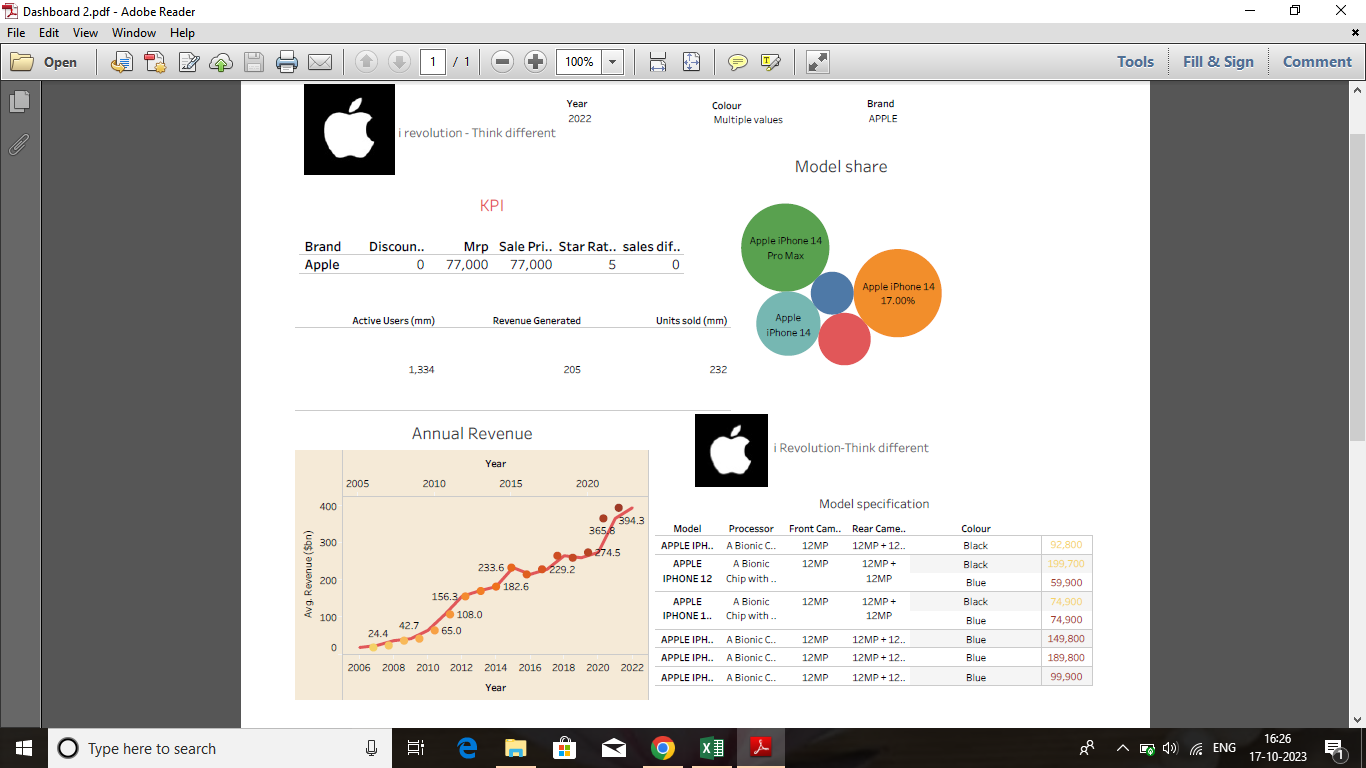 Dashboard 2.pdf - Adobe Reader
File Edit View Window Help
Open 1 / 1 100% Tools Fill & Sign Comment
i revolution - Think different
Year
2022
Colour
Multiple values
Brand
APPLE
KPI
Brand Discoun.. Mrp Sale Pri.. Star Rat.. sales dif..
Apple 0 77,000 77,000 5 0
Active Users (mm) Revenue Generated Units sold (mm)
1,334 205 232
Model share
Apple iPhone 14
Pro Max
Apple iPhone 14
17.00%
Apple
iPhone 14
Annual Revenue
Year
2005 2010 2015 2020
Avg. Revenue ($bn)
400
300
200
100
0
394.3
365.8
274.5
233.6
229.2
182.6
156.3
108.0
65.0
42.7
24.4
2006 2008 2010 2012 2014 2016 2018 2020 2022
Year
i Revolution-Think different
Model specification
Model Processor Front Cam.. Rear Came.. Colour
APPLE IPH.. A Bionic C.. 12MP 12MP + 12.. Black 92,800
APPLE A Bionic 12MP 12MP + Black 199,700
IPHONE 12 Chip with .. 12MP Blue 59,900
APPLE A Bionic 12MP 12MP + Black 74,900
IPHONE 1.. Chip with .. 12MP Blue 74,900
APPLE IPH.. A Bionic C.. 12MP 12MP + 12.. Blue 149,800
APPLE IPH.. A Bionic C.. 12MP 12MP + 12.. Blue 189,800
APPLE IPH.. A Bionic C.. 12MP 12MP + 12.. Blue 99,900
Type here to search
ENG
16:26
17-10-2023
1